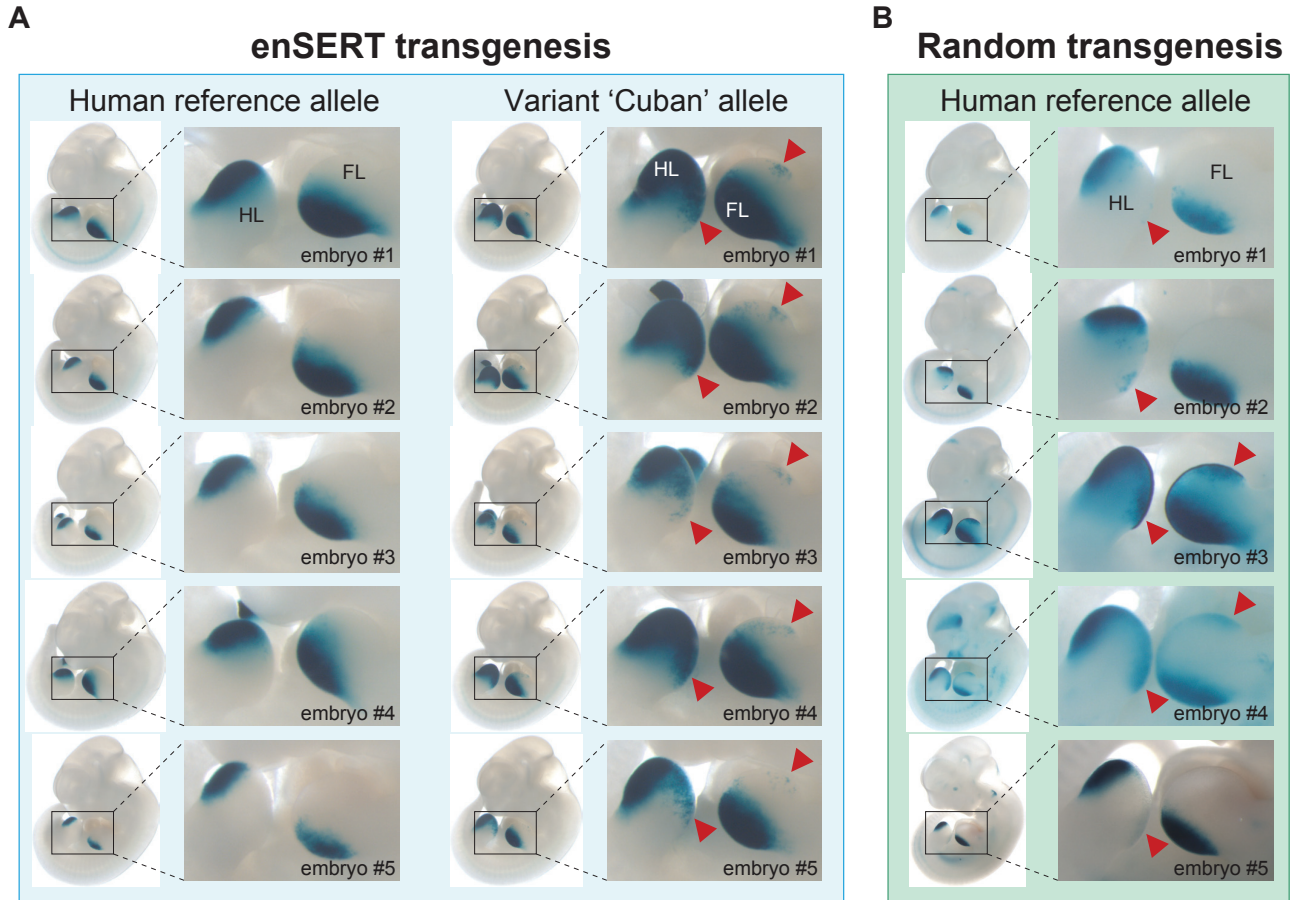 A
enSERT transgenesis
Human reference allele
Variant ‘Cuban’ allele
FL
HL
embryo #1
HL
FL
embryo #1
embryo #2
embryo #2
embryo #3
embryo #3
embryo #4
embryo #4
embryo #5
embryo #5
B
Random transgenesis
Human reference allele
FL
HL
embryo #1
embryo #2
embryo #3
embryo #4
embryo #5